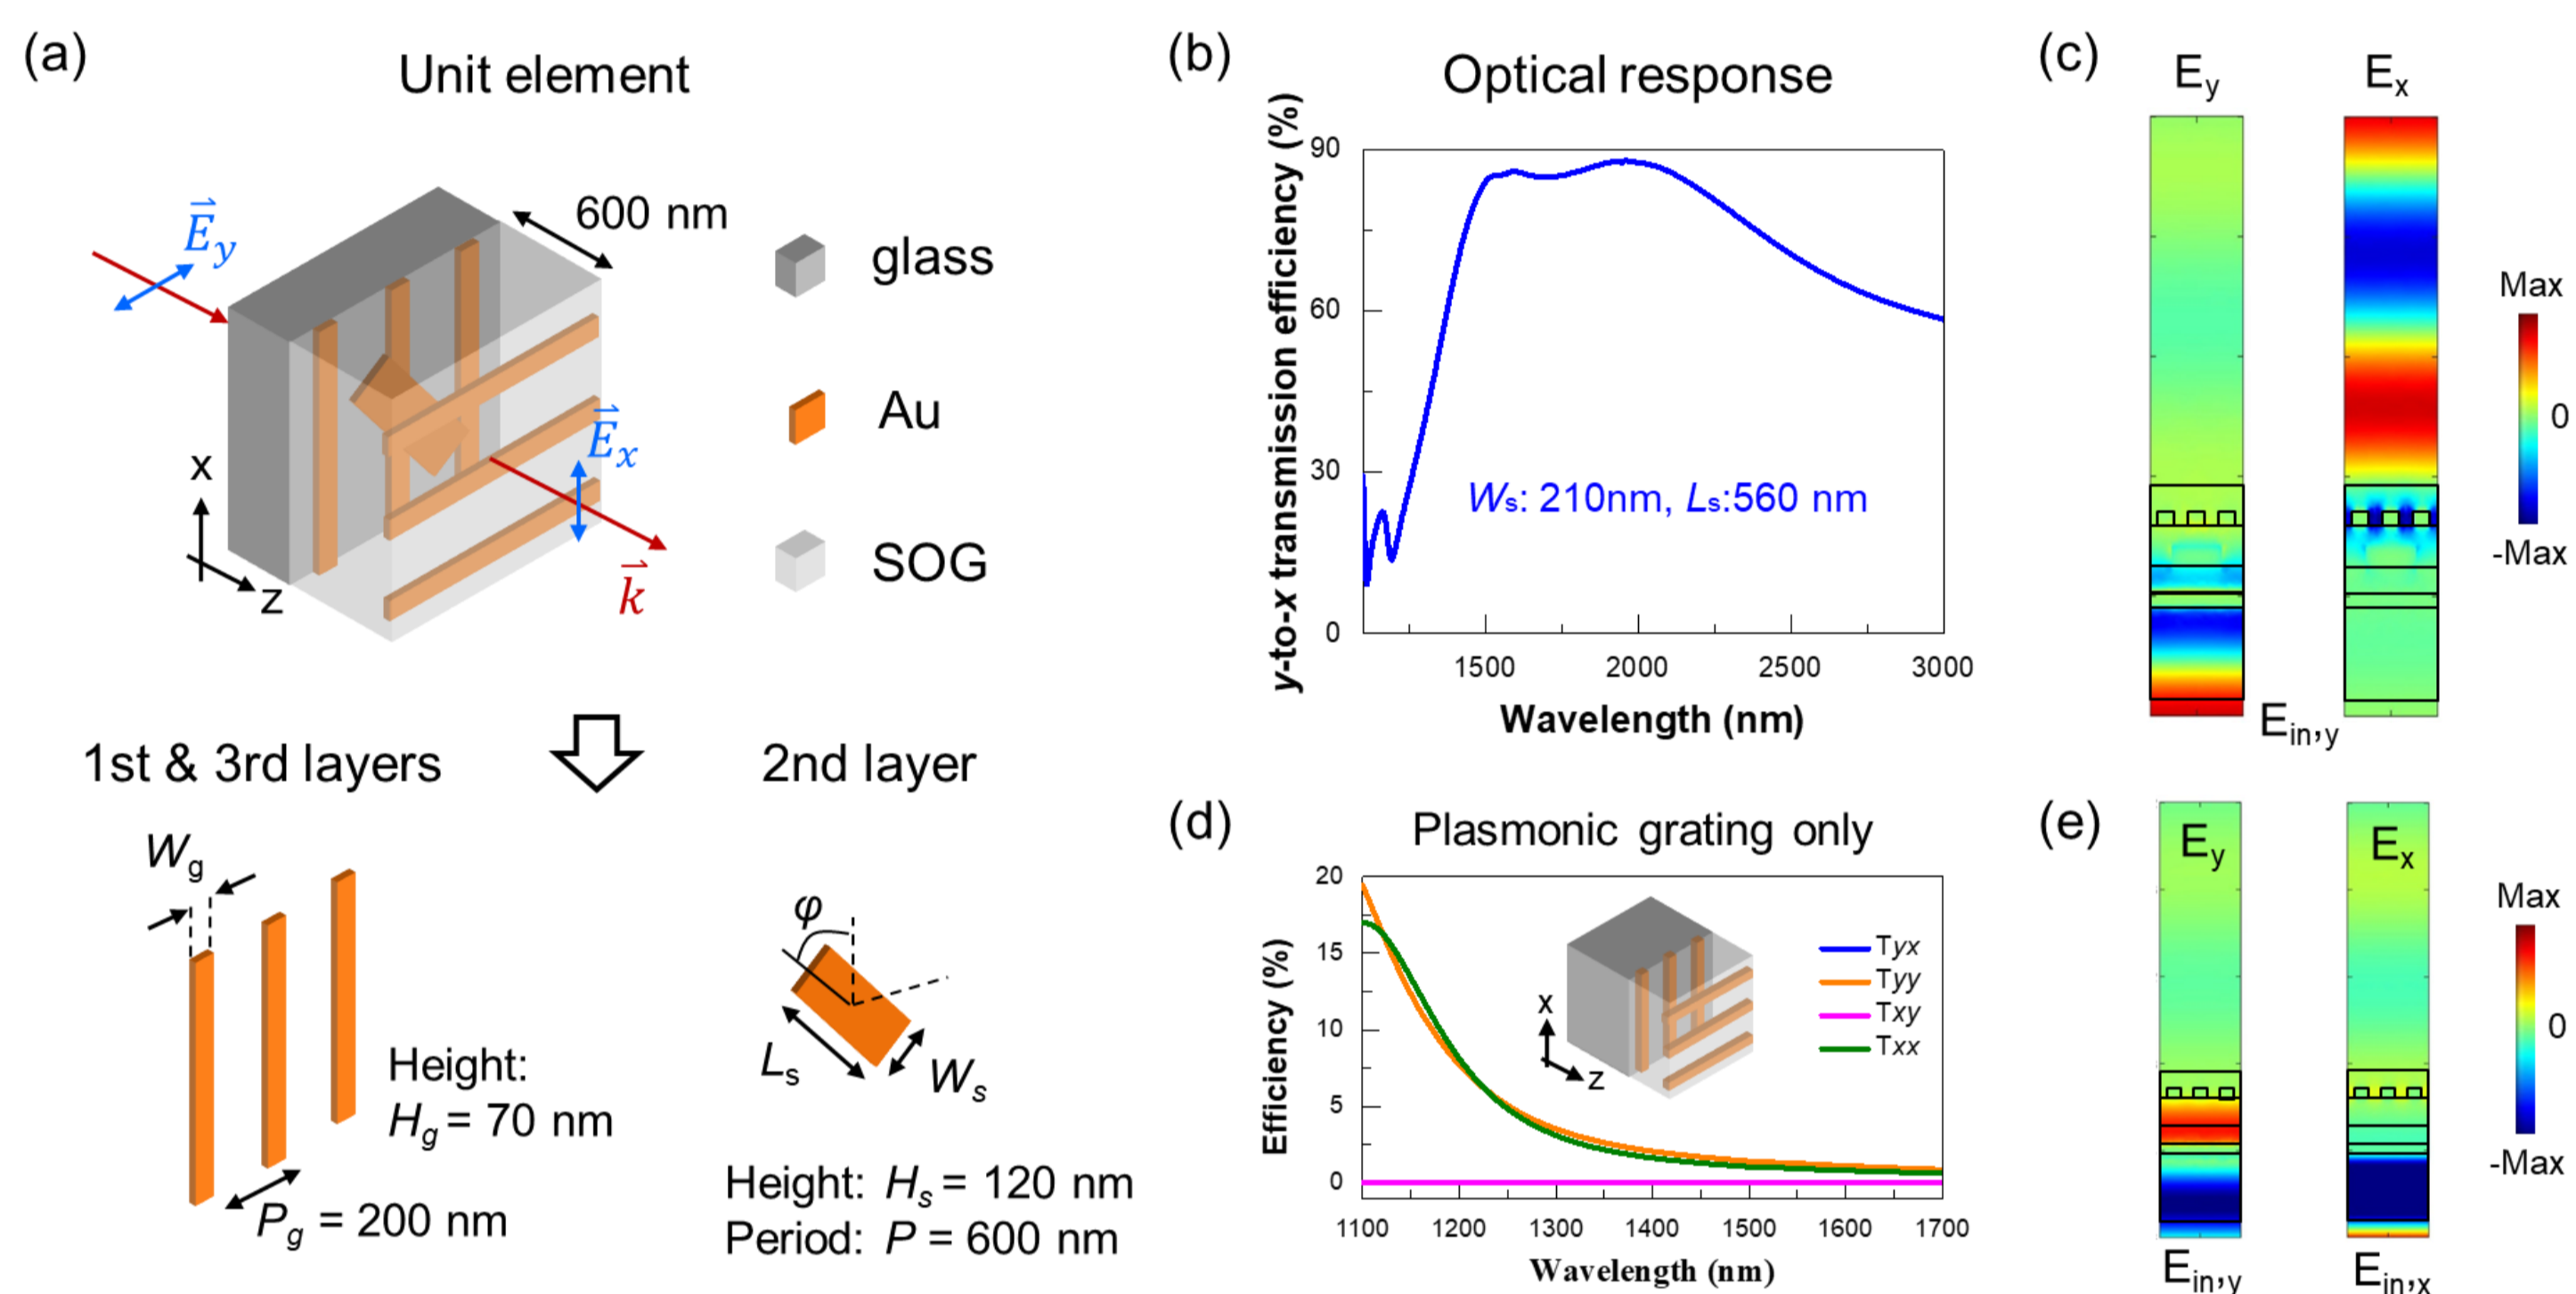 (a)
Unit element
E⃗y
600 nm
glass
Au
SOG
E⃗x
k⃗
x
z
1st & 3rd layers
2nd layer
Wg
Height:
Hg = 70 nm
Pg = 200 nm
φ
Ls
Ws
Height: Hs = 120 nm
Period: P = 600 nm
(b)
Optical response
y-to-x transmission efficiency (%)
90
60
30
0
Ws: 210nm, Ls:560 nm
1500 2000 2500 3000
Wavelength (nm)
(c)
Ey
Ex
Max
0
-Max
Ein,y
(d)
Plasmonic grating only
Efficiency (%)
20
15
10
5
0
x
z
Tyx
Tyy
Txy
Txx
1100 1200 1300 1400 1500 1600 1700
Wavelength (nm)
(e)
Ey
Ex
Max
0
-Max
Ein,y
Ein,x